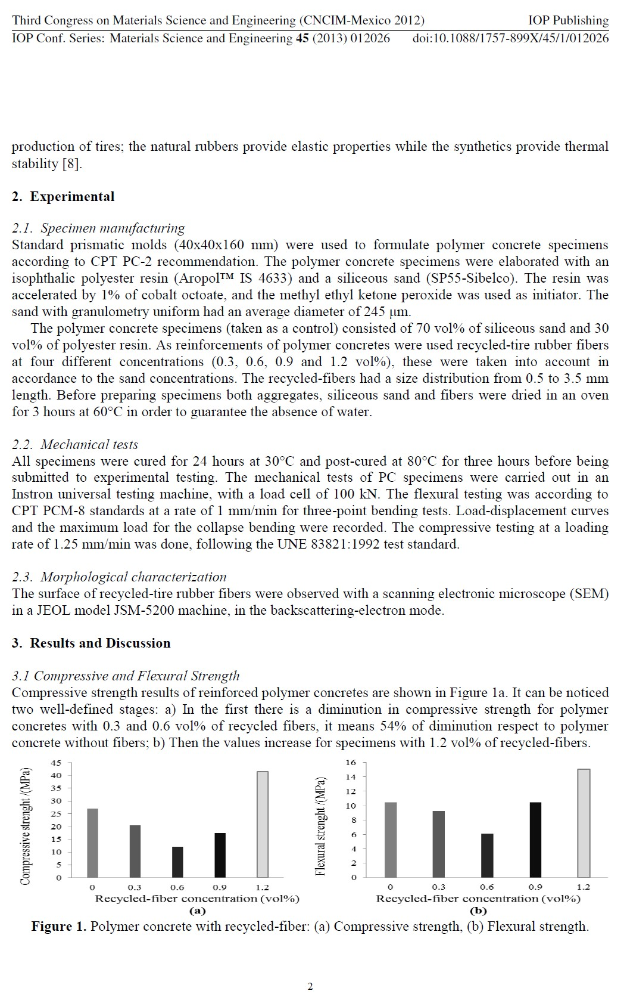 Third Congress on Materials Science and Engineering (CNCIM-Mexico 2012) IOP Publishing
IOP Conf. Series: Materials Science and Engineering 45 (2013) 012026 doi:10.1088/1757-899X/45/1/012026
production of tires; the natural rubbers provide elastic properties while the synthetics provide thermal
stability [8].
2. Experimental
2.1. Specimen manufacturing
Standard prismatic molds (40x40x160 mm) were used to formulate polymer concrete specimens
according to CPT PC-2 recommendation. The polymer concrete specimens were elaborated with an
isophthalic polyester resin (Aropol™ IS 4633) and a siliceous sand (SP55-Sibelco). The resin was
accelerated by 1% of cobalt octoate, and the methyl ethyl ketone peroxide was used as initiator. The
sand with granulometry uniform had an average diameter of 245 μm.
The polymer concrete specimens (taken as a control) consisted of 70 vol% of siliceous sand and 30
vol% of polyester resin. As reinforcements of polymer concretes were used recycled-tire rubber fibers
at four different concentrations (0.3, 0.6, 0.9 and 1.2 vol%), these were taken into account in
accordance to the sand concentrations. The recycled-fibers had a size distribution from 0.5 to 3.5 mm
length. Before preparing specimens both aggregates, siliceous sand and fibers were dried in an oven
for 3 hours at 60°C in order to guarantee the absence of water.
2.2. Mechanical tests
All specimens were cured for 24 hours at 30°C and post-cured at 80°C for three hours before being
submitted to experimental testing. The mechanical tests of PC specimens were carried out in an
Instron universal testing machine, with a load cell of 100 kN. The flexural testing was according to
CPT PCM-8 standards at a rate of 1 mm/min for three-point bending tests. Load-displacement curves
and the maximum load for the collapse bending were recorded. The compressive testing at a loading
rate of 1.25 mm/min was done, following the UNE 83821:1992 test standard.
2.3. Morphological characterization
The surface of recycled-tire rubber fibers were observed with a scanning electronic microscope (SEM)
in a JEOL model JSM-5200 machine, in the backscattering-electron mode.
3. Results and Discussion
3.1 Compressive and Flexural Strength
Compressive strength results of reinforced polymer concretes are shown in Figure 1a. It can be noticed
two well-defined stages: a) In the first there is a diminution in compressive strength for polymer
concretes with 0.3 and 0.6 vol% of recycled fibers, it means 54% of diminution respect to polymer
concrete without fibers; b) Then the values increase for specimens with 1.2 vol% of recycled-fibers.
Compressive strenght /(MPa)
45
40
35
30
25
20
15
10
5
0
0 0.3 0.6 0.9 1.2
Recycled-fiber concentration (vol%)
(a)
Flexural strenght /(MPa)
16
14
12
10
8
6
4
2
0
0 0.3 0.6 0.9 1.2
Recycled-fiber concentration (vol%)
(b)
Figure 1. Polymer concrete with recycled-fiber: (a) Compressive strength, (b) Flexural strength.
2